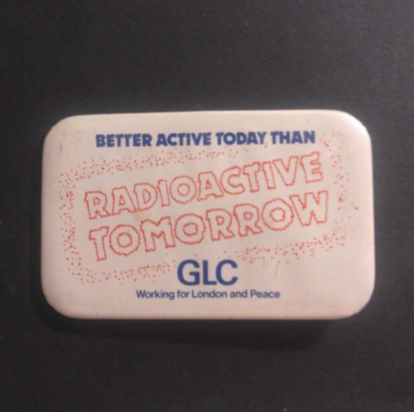 BETTER ACTIVE TODAY THAN
RADIOACTIVE
TOMORROW
GLC
Working for London and Peace